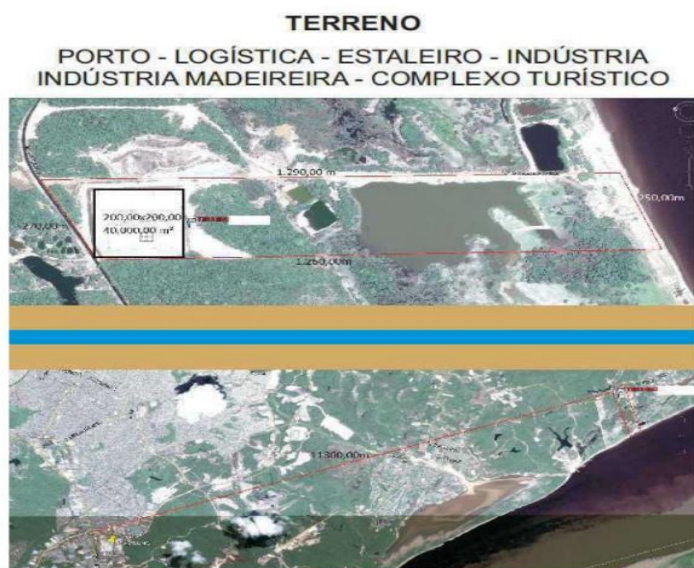 TERRENO
PORTO - LOGÍSTICA - ESTALEIRO - INDÚSTRIA
INDÚSTRIA MADEIREIRA - COMPLEXO TURÍSTICO
1.290,00 m
250,00m
270,00m
200,00x200,00
40.000,00 m²
1.260,00m
11300,00m